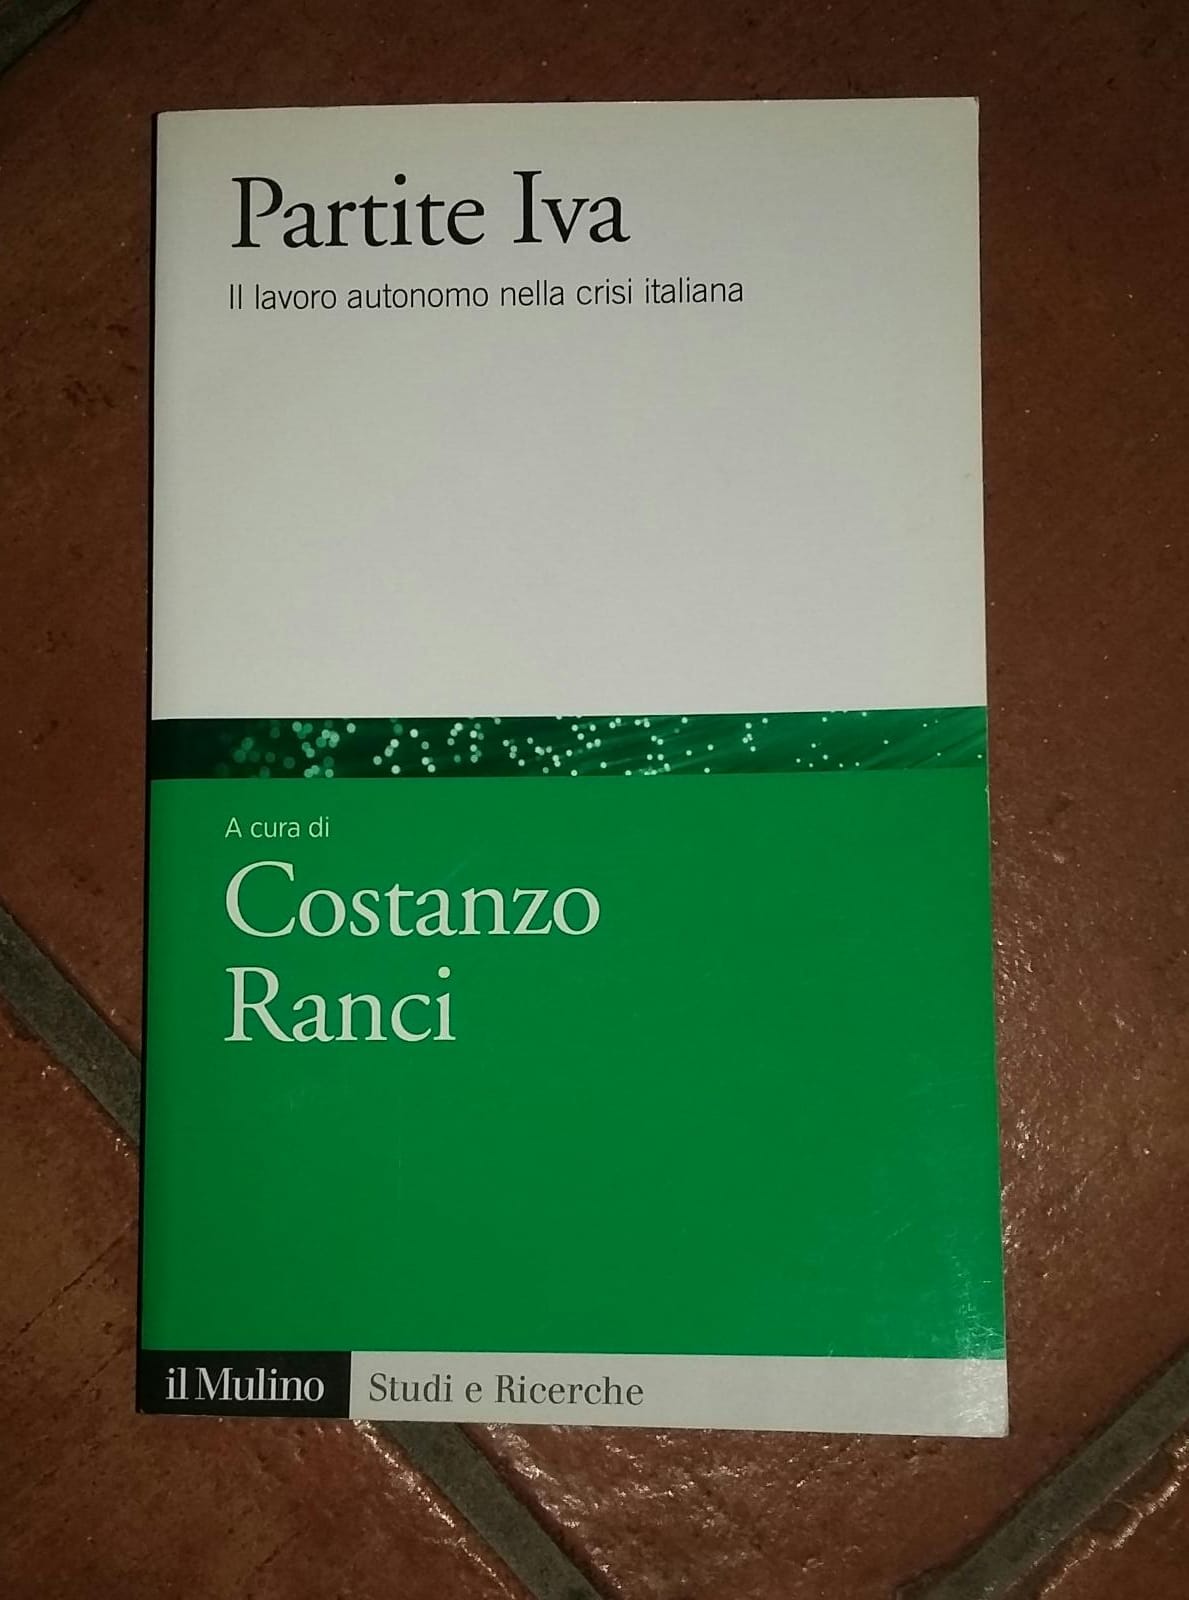 Partite Iva
Il lavoro autonomo nella crisi italiana
A cura di
Costanzo
Ranci
il Mulino
Studi e Ricerche